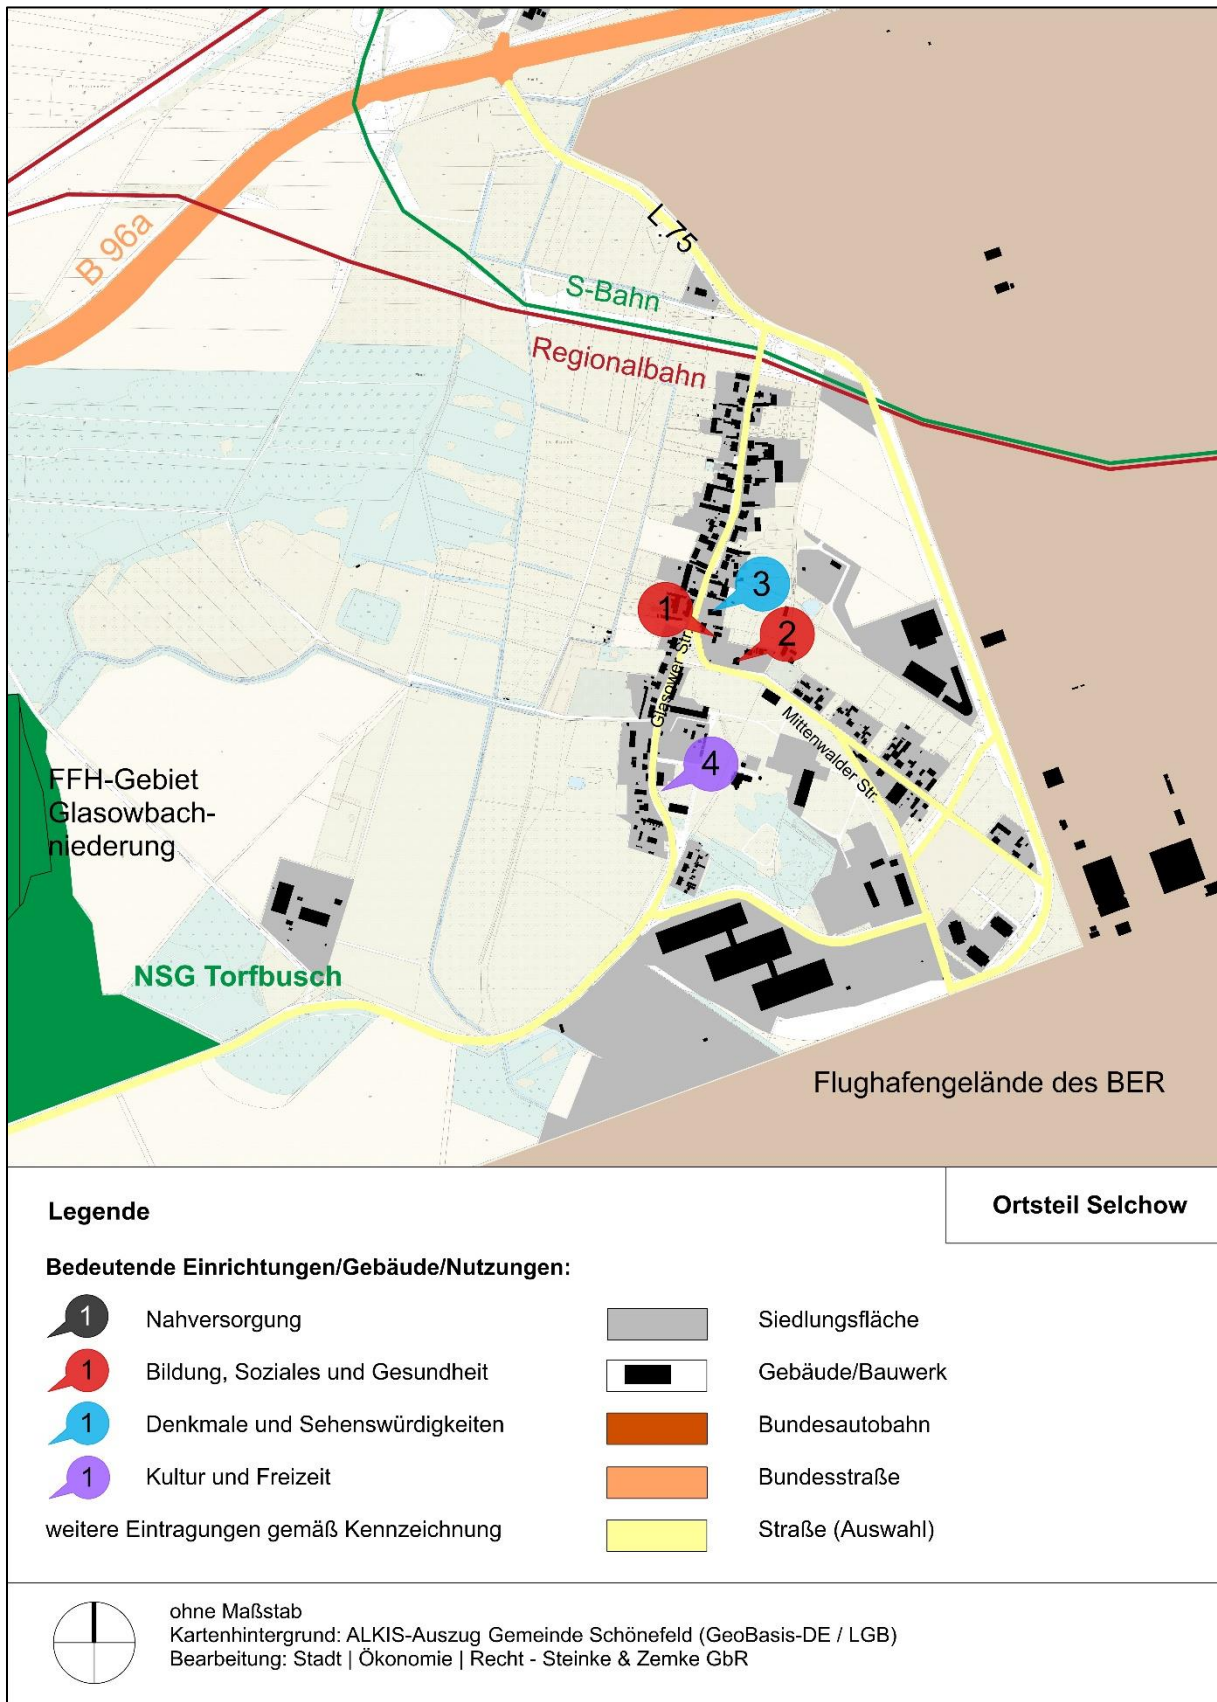 B 96a
L 75
S-Bahn
Regionalbahn
3
1
2
Glasower Str.
Mittenwalder Str.
4
FFH-Gebiet
Glasowbach-
niederung
NSG Torfbusch
Flughafengelände des BER
Legende
Ortsteil Selchow
Bedeutende Einrichtungen/Gebäude/Nutzungen:
1 Nahversorgung
Siedlungsfläche
1 Bildung, Soziales und Gesundheit
Gebäude/Bauwerk
1 Denkmale und Sehenswürdigkeiten
Bundesautobahn
1 Kultur und Freizeit
Bundesstraße
weitere Eintragungen gemäß Kennzeichnung
Straße (Auswahl)
ohne Maßstab
Kartenhintergrund: ALKIS-Auszug Gemeinde Schönefeld (GeoBasis-DE / LGB)
Bearbeitung: Stadt | Ökonomie | Recht - Steinke & Zemke GbR